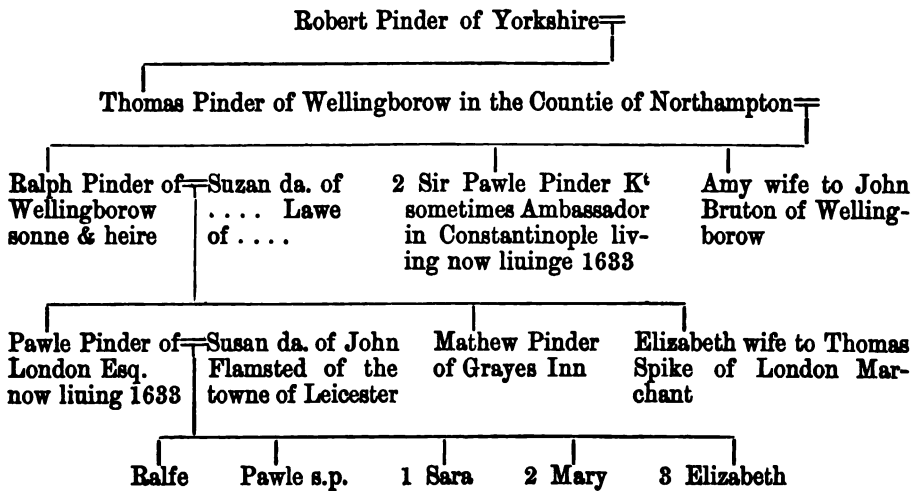 Robert Pinder of Yorkshire
Thomas Pinder of Wellingborow in the Countie of Northampton
Ralph Pinder of
Wellingborow
sonne & heire
Suzan da. of
.... Lawe
of ....
2 Sir Pawle Pinder Kt
sometimes Ambassador
in Constantinople liv-
ing now liuinge 1633
Amy wife to John
Bruton of Welling-
borow
Pawle Pinder of
London Esq.
now liuing 1633
Susan da. of John
Flamsted of the
towne of Leicester
Mathew Pinder
of Grayes Inn
Elizabeth wife to Thomas
Spike of London Mar-
chant
Ralfe
Pawle s.p.
1 Sara
2 Mary
3 Elizabeth